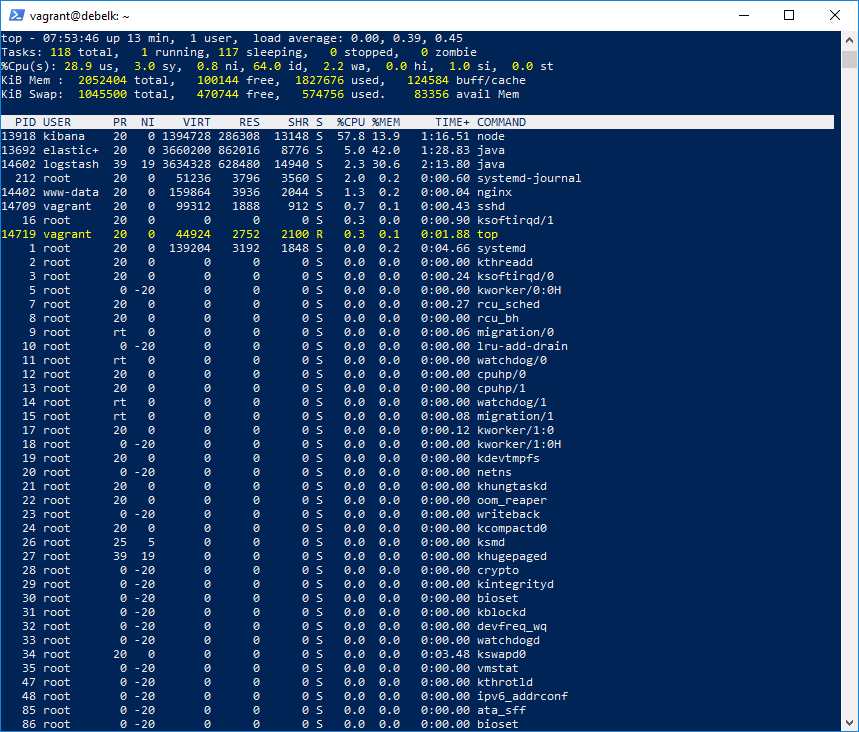 vagrant@debelk: ~
top - 07:53:46 up 13 min,  1 user,  load average: 0.00, 0.39, 0.45
Tasks: 118 total,   1 running, 117 sleeping,   0 stopped,   0 zombie
%Cpu(s): 28.9 us,  3.0 sy,  0.8 ni, 64.0 id,  2.2 wa,  0.0 hi,  1.0 si,  0.0 st
KiB Mem :  2052404 total,   100144 free,  1827676 used,   124584 buff/cache
KiB Swap:  1045500 total,   470744 free,   574756 used.    83356 avail Mem
  PID USER      PR  NI    VIRT    RES    SHR S  %CPU %MEM     TIME+ COMMAND
13918 kibana    20   0 1394728 286308  13148 S  57.8 13.9   1:16.51 node
13692 elastic+  20   0 3660200 862016   8776 S   5.0 42.0   1:28.83 java
14602 logstash  39  19 3634328 628480  14940 S   2.3 30.6   2:13.80 java
  212 root      20   0   51236   3796   3560 S   2.0  0.2   0:00.60 systemd-journal
14402 www-data  20   0  159864   3936   2044 S   1.3  0.2   0:00.04 nginx
14709 vagrant   20   0   99312   1888    912 S   0.7  0.1   0:00.43 sshd
   16 root      20   0       0      0      0 S   0.3  0.0   0:00.90 ksoftirqd/1
14719 vagrant   20   0   44924   2752   2100 R   0.3  0.1   0:01.88 top
    1 root      20   0  139204   3192   1848 S   0.0  0.2   0:04.66 systemd
    2 root      20   0       0      0      0 S   0.0  0.0   0:00.00 kthreadd
    3 root      20   0       0      0      0 S   0.0  0.0   0:00.24 ksoftirqd/0
    5 root       0 -20       0      0      0 S   0.0  0.0   0:00.00 kworker/0:0H
    7 root      20   0       0      0      0 S   0.0  0.0   0:00.27 rcu_sched
    8 root      20   0       0      0      0 S   0.0  0.0   0:00.00 rcu_bh
    9 root      rt   0       0      0      0 S   0.0  0.0   0:00.06 migration/0
   10 root       0 -20       0      0      0 S   0.0  0.0   0:00.00 lru-add-drain
   11 root      rt   0       0      0      0 S   0.0  0.0   0:00.00 watchdog/0
   12 root      20   0       0      0      0 S   0.0  0.0   0:00.00 cpuhp/0
   13 root      20   0       0      0      0 S   0.0  0.0   0:00.00 cpuhp/1
   14 root      rt   0       0      0      0 S   0.0  0.0   0:00.00 watchdog/1
   15 root      rt   0       0      0      0 S   0.0  0.0   0:00.08 migration/1
   17 root      20   0       0      0      0 S   0.0  0.0   0:00.12 kworker/1:0
   18 root       0 -20       0      0      0 S   0.0  0.0   0:00.00 kworker/1:0H
   19 root      20   0       0      0      0 S   0.0  0.0   0:00.00 kdevtmpfs
   20 root       0 -20       0      0      0 S   0.0  0.0   0:00.00 netns
   21 root      20   0       0      0      0 S   0.0  0.0   0:00.00 khungtaskd
   22 root      20   0       0      0      0 S   0.0  0.0   0:00.00 oom_reaper
   23 root       0 -20       0      0      0 S   0.0  0.0   0:00.00 writeback
   24 root      20   0       0      0      0 S   0.0  0.0   0:00.00 kcompactd0
   26 root      25   5       0      0      0 S   0.0  0.0   0:00.00 ksmd
   27 root      39  19       0      0      0 S   0.0  0.0   0:00.00 khugepaged
   28 root       0 -20       0      0      0 S   0.0  0.0   0:00.00 crypto
   29 root       0 -20       0      0      0 S   0.0  0.0   0:00.00 kintegrityd
   30 root       0 -20       0      0      0 S   0.0  0.0   0:00.00 bioset
   31 root       0 -20       0      0      0 S   0.0  0.0   0:00.00 kblockd
   32 root       0 -20       0      0      0 S   0.0  0.0   0:00.00 devfreq_wq
   33 root       0 -20       0      0      0 S   0.0  0.0   0:00.00 watchdogd
   34 root      20   0       0      0      0 S   0.0  0.0   0:03.48 kswapd0
   35 root       0 -20       0      0      0 S   0.0  0.0   0:00.00 vmstat
   47 root       0 -20       0      0      0 S   0.0  0.0   0:00.00 kthrotld
   48 root       0 -20       0      0      0 S   0.0  0.0   0:00.00 ipv6_addrconf
   85 root       0 -20       0      0      0 S   0.0  0.0   0:00.00 ata_sff
   86 root       0 -20       0      0      0 S   0.0  0.0   0:00.00 bioset